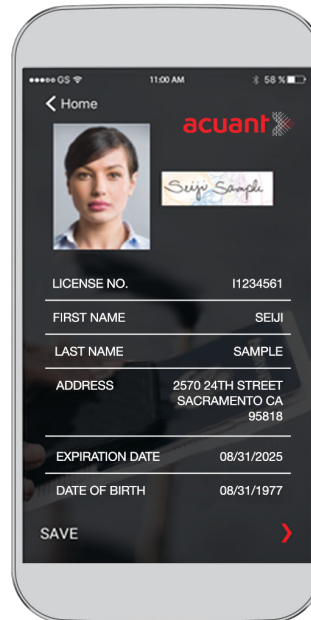 GS 11:00 AM 58 %
Home
acuant
Seiji Sample
LICENSE NO. I1234561
FIRST NAME SEIJI
LAST NAME SAMPLE
ADDRESS 2570 24TH STREET
SACRAMENTO CA
95818
EXPIRATION DATE 08/31/2025
DATE OF BIRTH 08/31/1977
SAVE